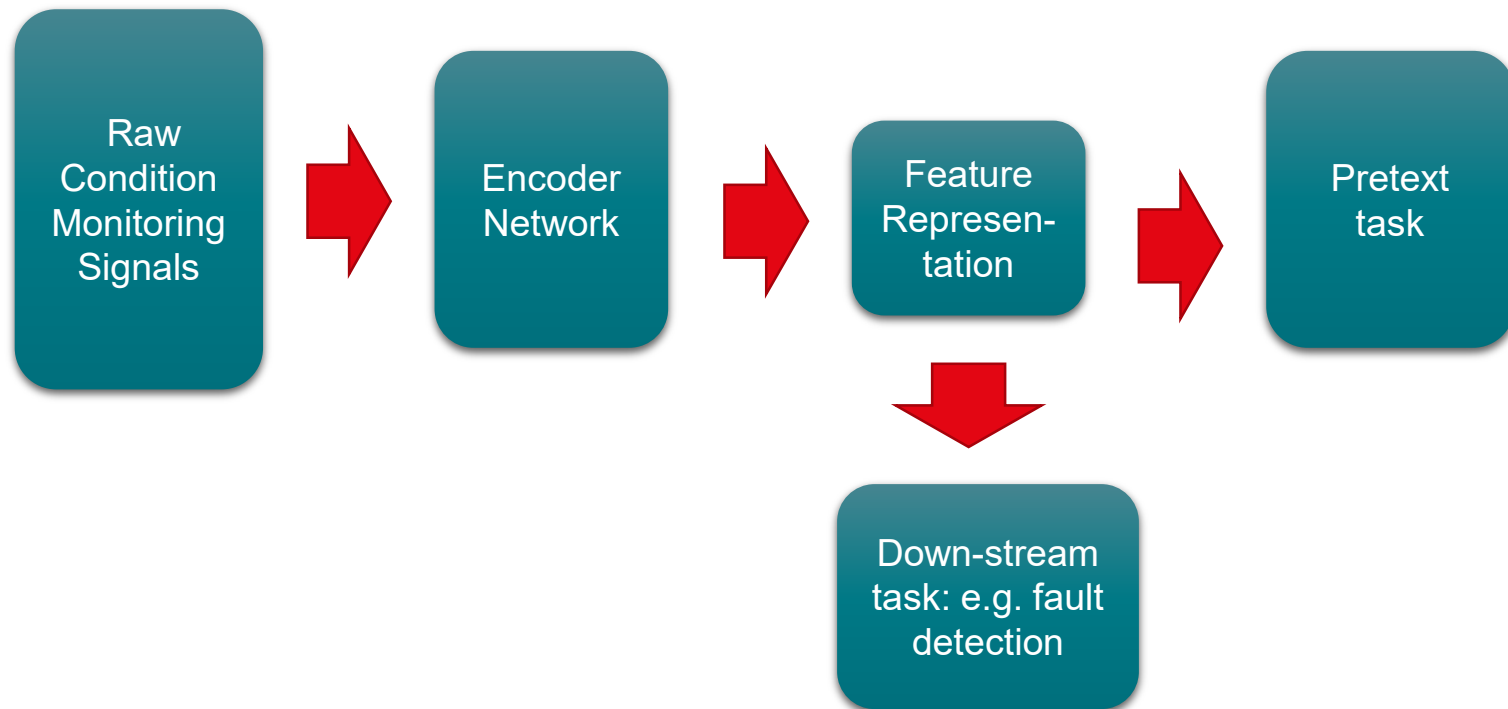 Raw
Condition
Monitoring
Signals
Encoder
Network
Feature
Represen-
tation
Pretext
task
Down-stream
task: e.g. fault
detection